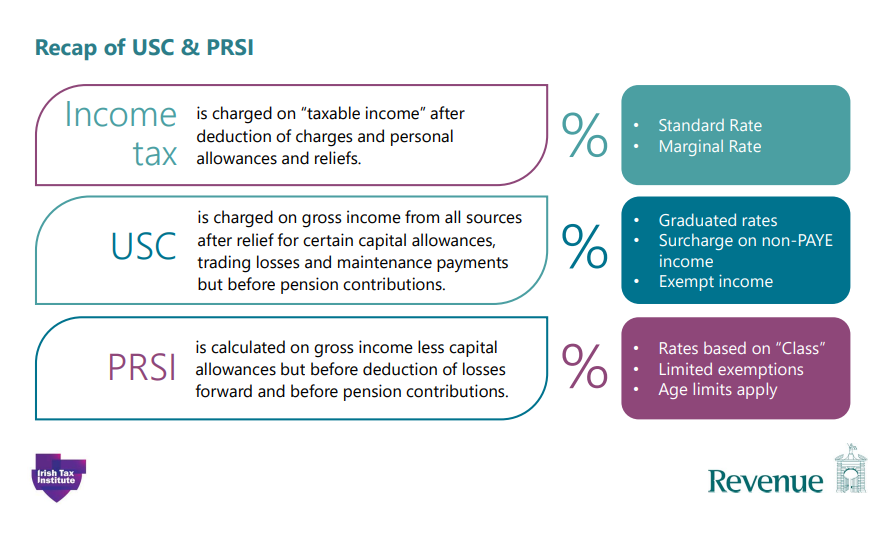 Recap of USC & PRSI
Income
tax
is charged on “taxable income” after
deduction of charges and personal
allowances and reliefs.
%
• Standard Rate
• Marginal Rate
USC
is charged on gross income from all sources
after relief for certain capital allowances,
trading losses and maintenance payments
but before pension contributions.
%
• Graduated rates
• Surcharge on non-PAYE
income
• Exempt income
PRSI
is calculated on gross income less capital
allowances but before deduction of losses
forward and before pension contributions.
%
• Rates based on “Class”
• Limited exemptions
• Age limits apply
Irish Tax
Institute
Revenue